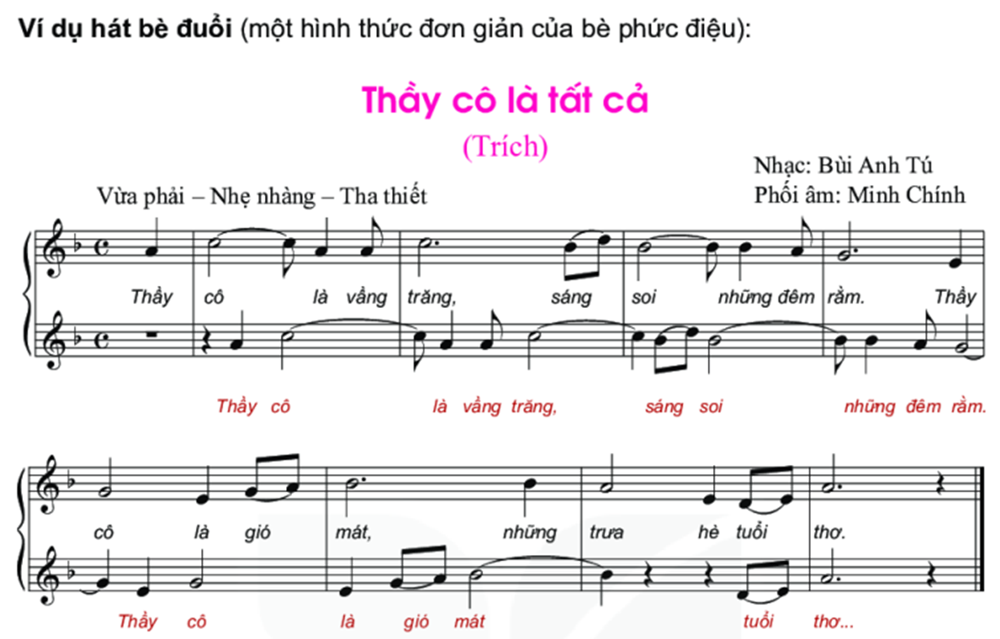 Ví dụ hát bè đuổi (một hình thức đơn giản của bè phức điệu):
Thầy cô là tất cả
(Trích)
Nhạc: Bùi Anh Tú
Vừa phải – Nhẹ nhàng – Tha thiết
Phối âm: Minh Chính
Thầy cô là vầng trăng, sáng soi những đêm rằm. Thầy
Thầy cô là vầng trăng, sáng soi những đêm rằm.
cô là gió mát, những trưa hè tuổi thơ.
Thầy cô là gió mát tuổi thơ...